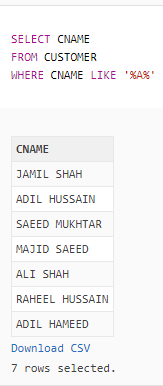 SELECT CNAME
FROM CUSTOMER
WHERE CNAME LIKE '%A%'
CNAME
JAMIL SHAH
ADIL HUSSAIN
SAEED MUKHTAR
MAJID SAEED
ALI SHAH
RAHEEL HUSSAIN
ADIL HAMEED
Download CSV
7 rows selected.